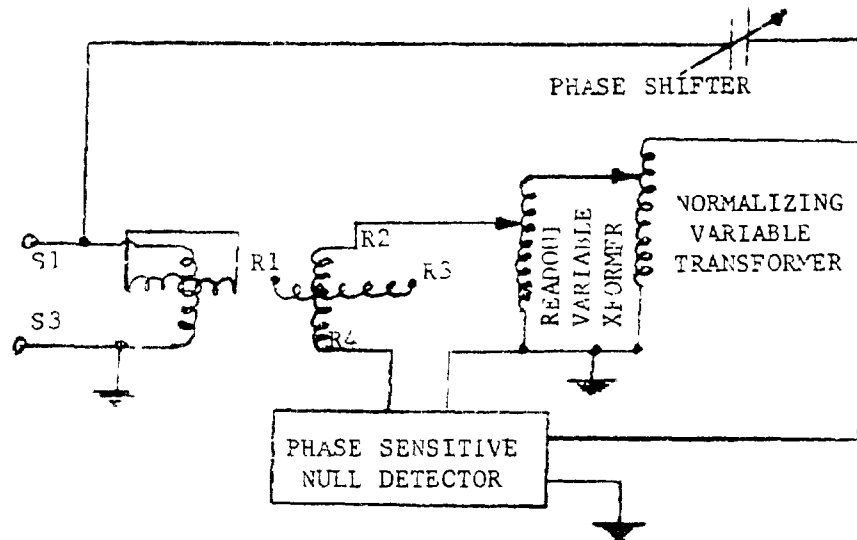 PHASE SHIFTER
S1
S3
R1
R2
R3
R4
READOUT
VARIABLE
XFORMER
NORMALIZING
VARIABLE
TRANSFORMER
PHASE SENSITIVE
NULL DETECTOR